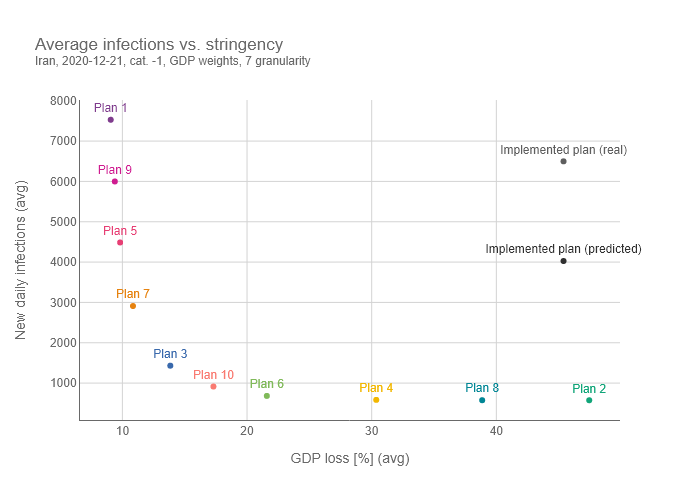 Average infections vs. stringency
Iran, 2020-12-21, cat. -1, GDP weights, 7 granularity
8000
Plan 1
7000
Implemented plan (real)
6000
Plan 9
5000
Plan 5
Implemented plan (predicted)
4000
Plan 7
3000
2000
Plan 3
Plan 10
1000
Plan 6
Plan 4
Plan 8
Plan 2
New daily infections (avg)
10
20
30
40
GDP loss [%] (avg)